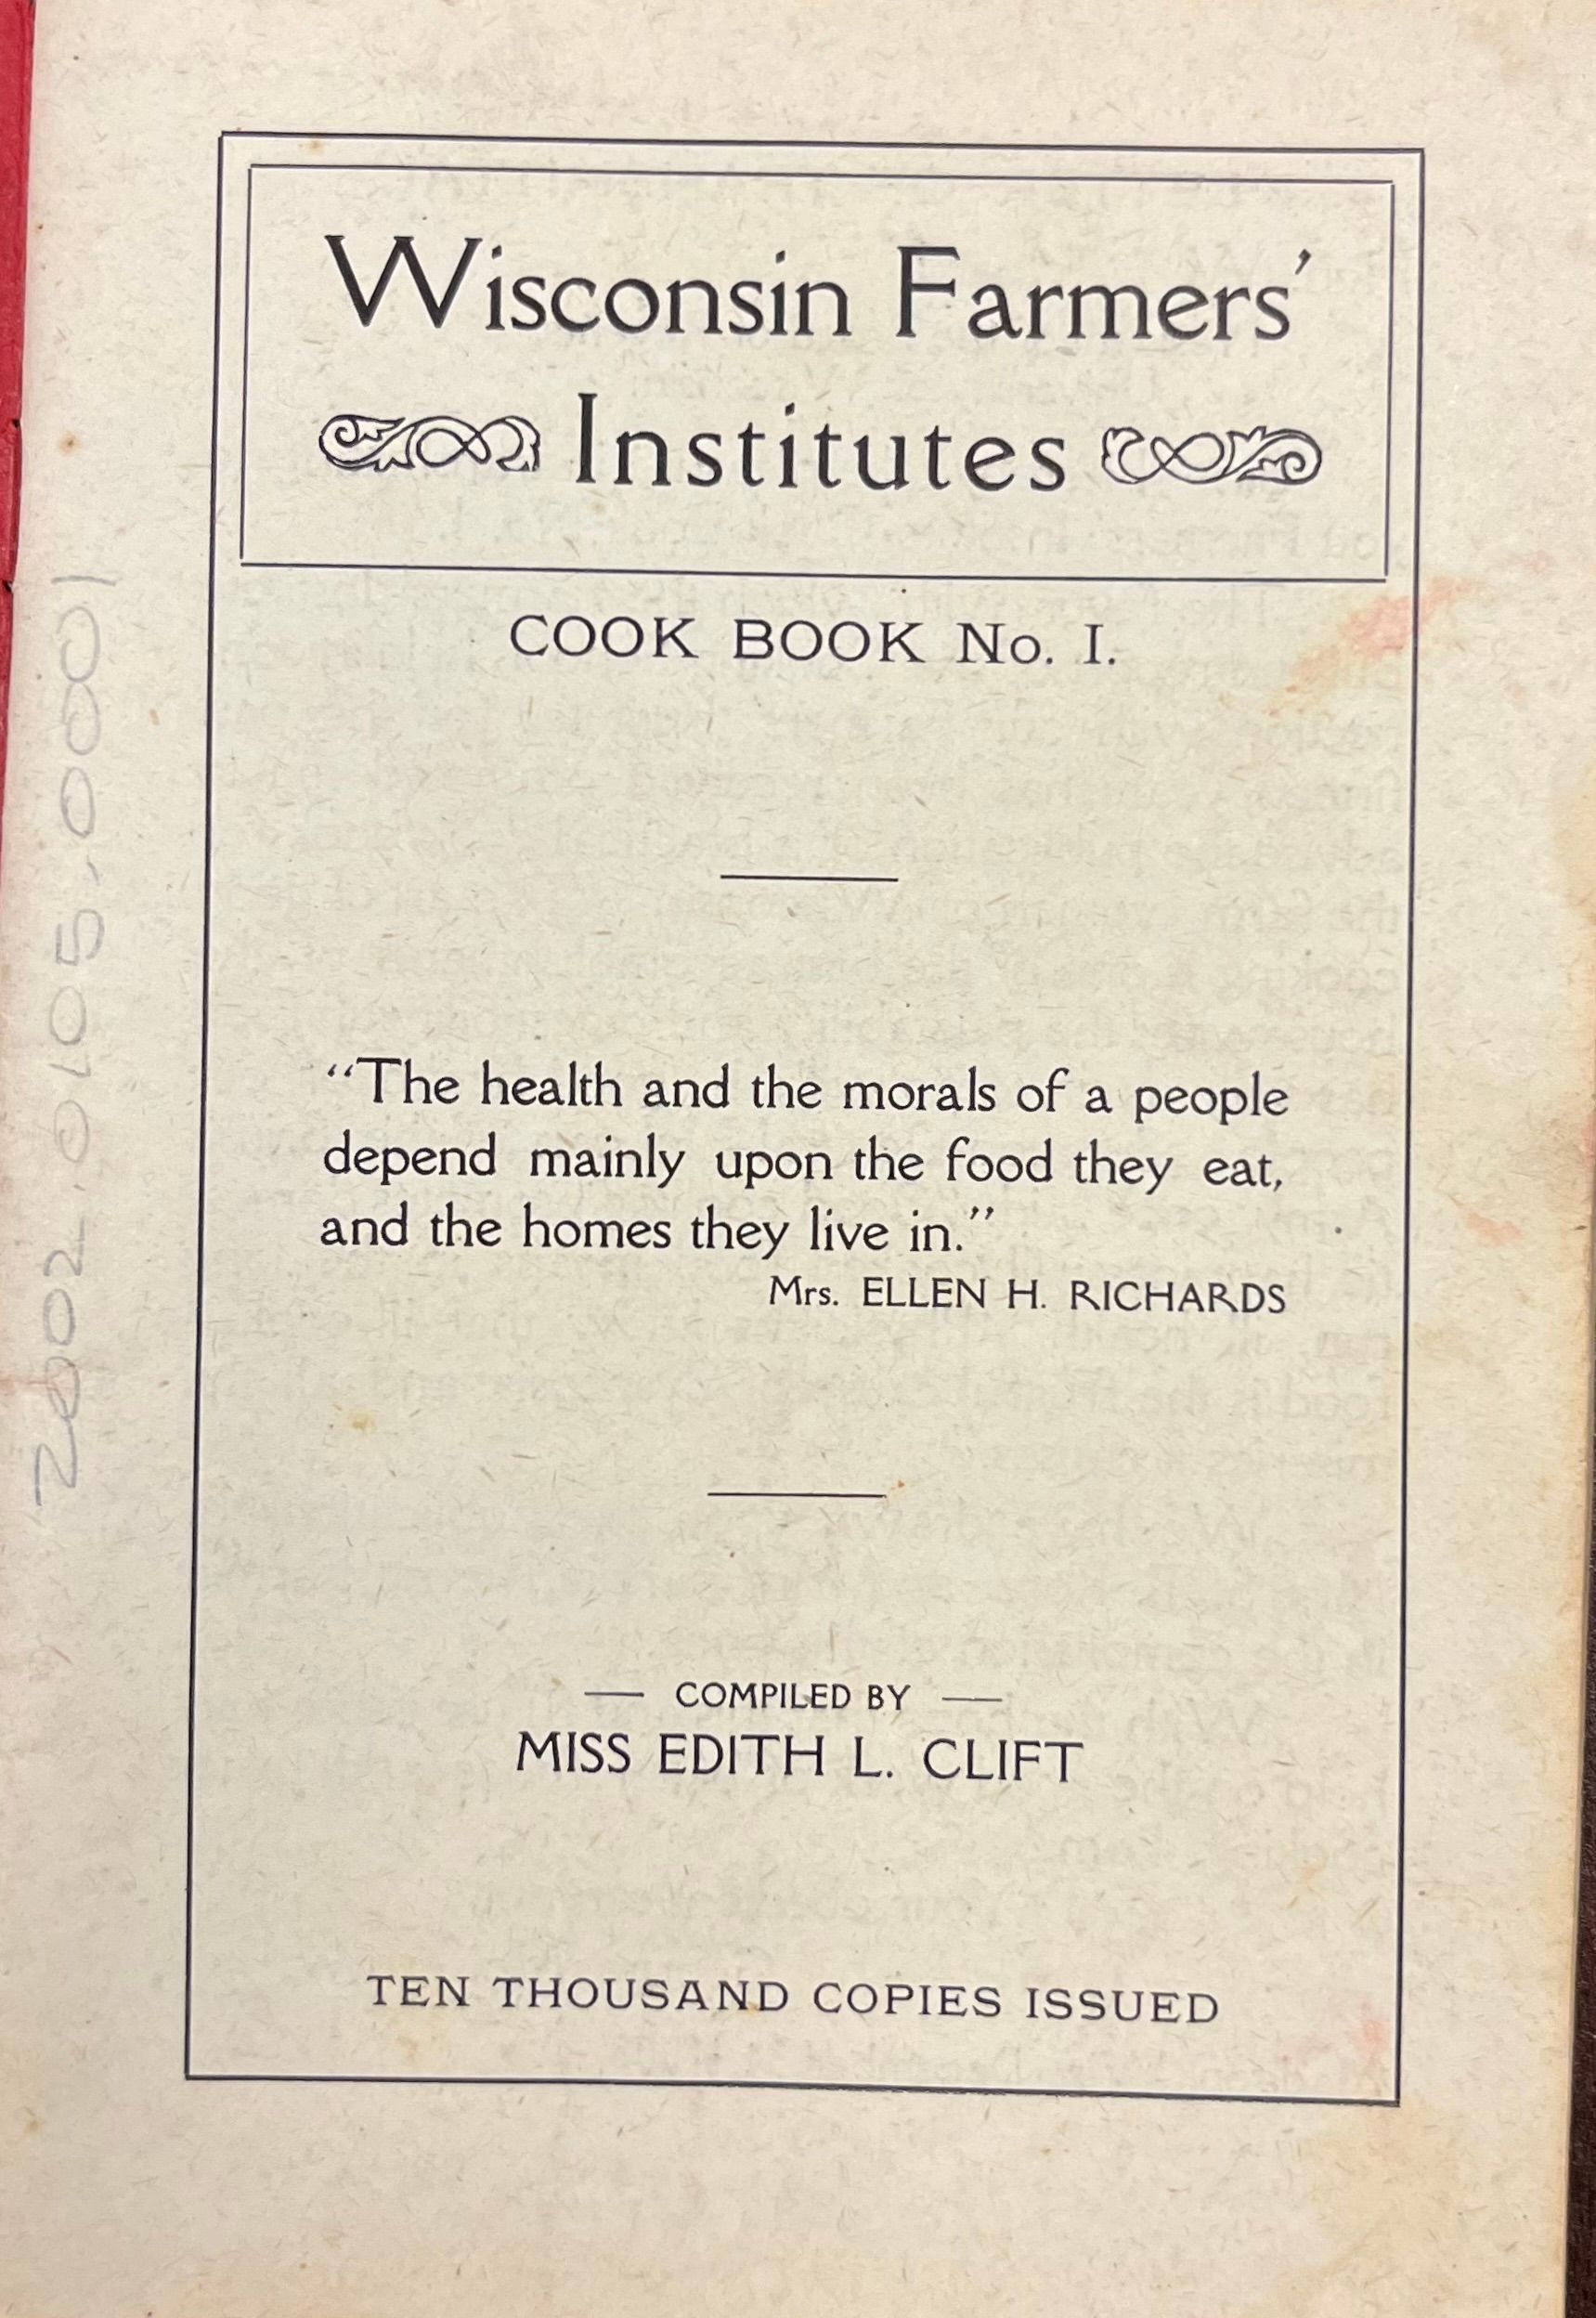 Wisconsin Farmers'
Institutes
COOK BOOK No. I.
"The health and the morals of a people
depend mainly upon the food they eat,
and the homes they live in."
Mrs. ELLEN H. RICHARDS
— COMPILED BY —
MISS EDITH L. CLIFT
TEN THOUSAND COPIES ISSUED
2002.0105.0001